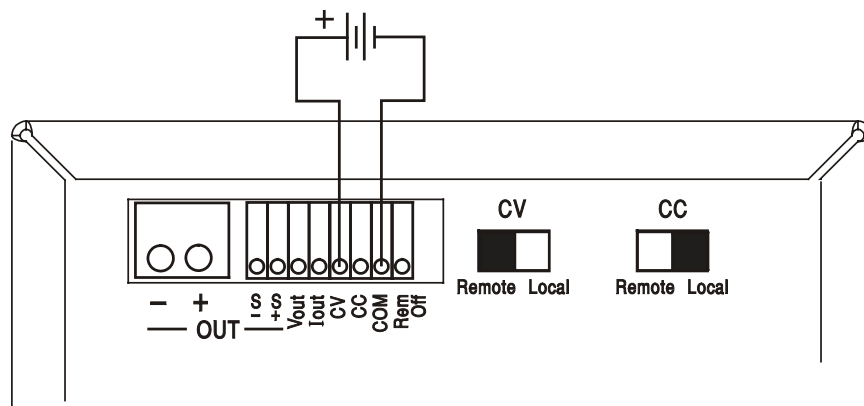 +
CV
CC
Remote Local
Remote Local
- +
OUT
S -
S +
Vout
Iout
CV
CC
COM
Rem Off